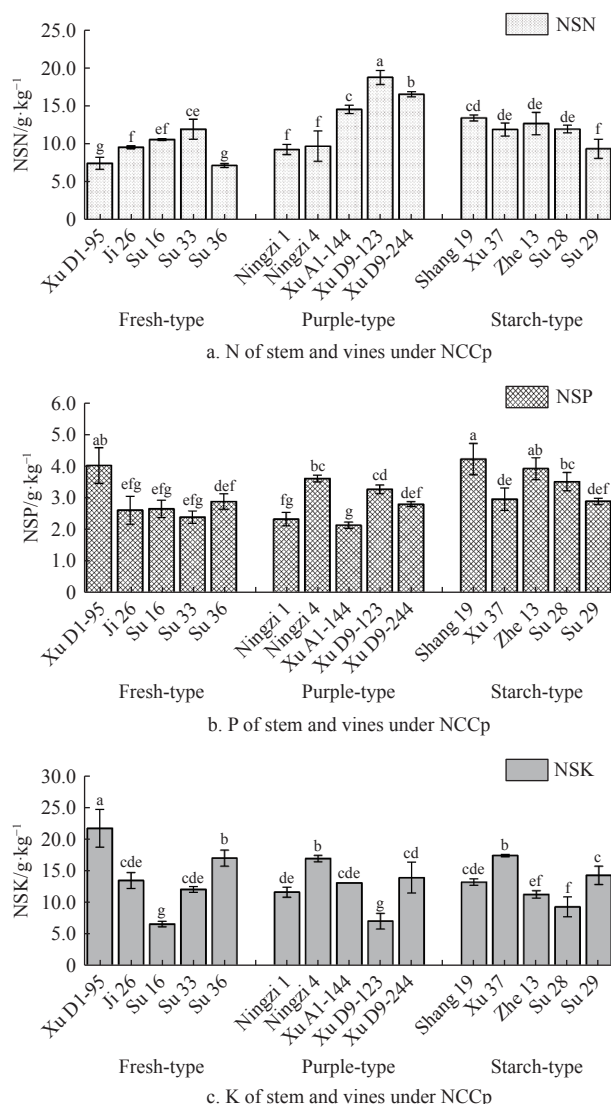 25.0
20.0
15.0
10.0
5.0
0
NSN/g·kg⁻¹
NSN
g
f
f
ce
g
f
f
c
a
b
cd
de
de
de
f
Xu D1-95
Ji 26
Su 16
Su 33
Su 36
Ningzi 1
Ningzi 4
Xu A1-144
Xu D9-123
Xu D9-244
Shang 19
Xu 37
Zhe 13
Su 28
Su 29
Fresh-type Purple-type Starch-type
a. N of stem and vines under NCCp
6.0
5.0
4.0
3.0
2.0
1.0
0
NSP/g·kg⁻¹
NSP
ab
efg
efg
efg
def
fg
bc
g
cd
def
a
de
ab
bc
def
Xu D1-95
Ji 26
Su 16
Su 33
Su 36
Ningzi 1
Ningzi 4
Xu A1-144
Xu D9-123
Xu D9-244
Shang 19
Xu 37
Zhe 13
Su 28
Su 29
Fresh-type Purple-type Starch-type
b. P of stem and vines under NCCp
30.0
25.0
20.0
15.0
10.0
5.0
0
NSK/g·kg⁻¹
NSK
a
cde
g
cde
b
de
b
cde
g
cd
cde
b
ef
f
c
Xu D1-95
Ji 26
Su 16
Su 33
Su 36
Ningzi 1
Ningzi 4
Xu A1-144
Xu D9-123
Xu D9-244
Shang 19
Xu 37
Zhe 13
Su 28
Su 29
Fresh-type Purple-type Starch-type
c. K of stem and vines under NCCp